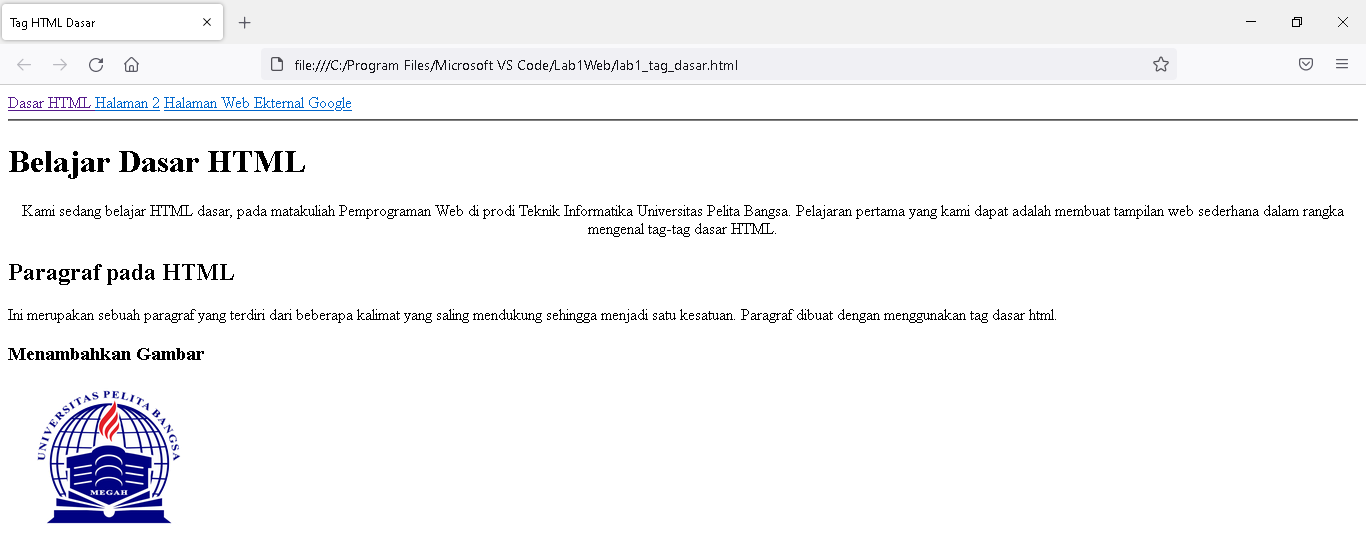 Tag HTML Dasar
file:///C:/Program Files/Microsoft VS Code/Lab1Web/lab1_tag_dasar.html
Dasar HTML Halaman 2 Halaman Web Ekternal Google
Belajar Dasar HTML
Kami sedang belajar HTML dasar, pada matakuliah Pemprograman Web di prodi Teknik Informatika Universitas Pelita Bangsa. Pelajaran pertama yang kami dapat adalah membuat tampilan web sederhana dalam rangka
mengenal tag-tag dasar HTML.
Paragraf pada HTML
Ini merupakan sebuah paragraf yang terdiri dari beberapa kalimat yang saling mendukung sehingga menjadi satu kesatuan. Paragraf dibuat dengan menggunakan tag dasar html.
Menambahkan Gambar
UNIVERSITAS PELITA BANGSA
MEGAH